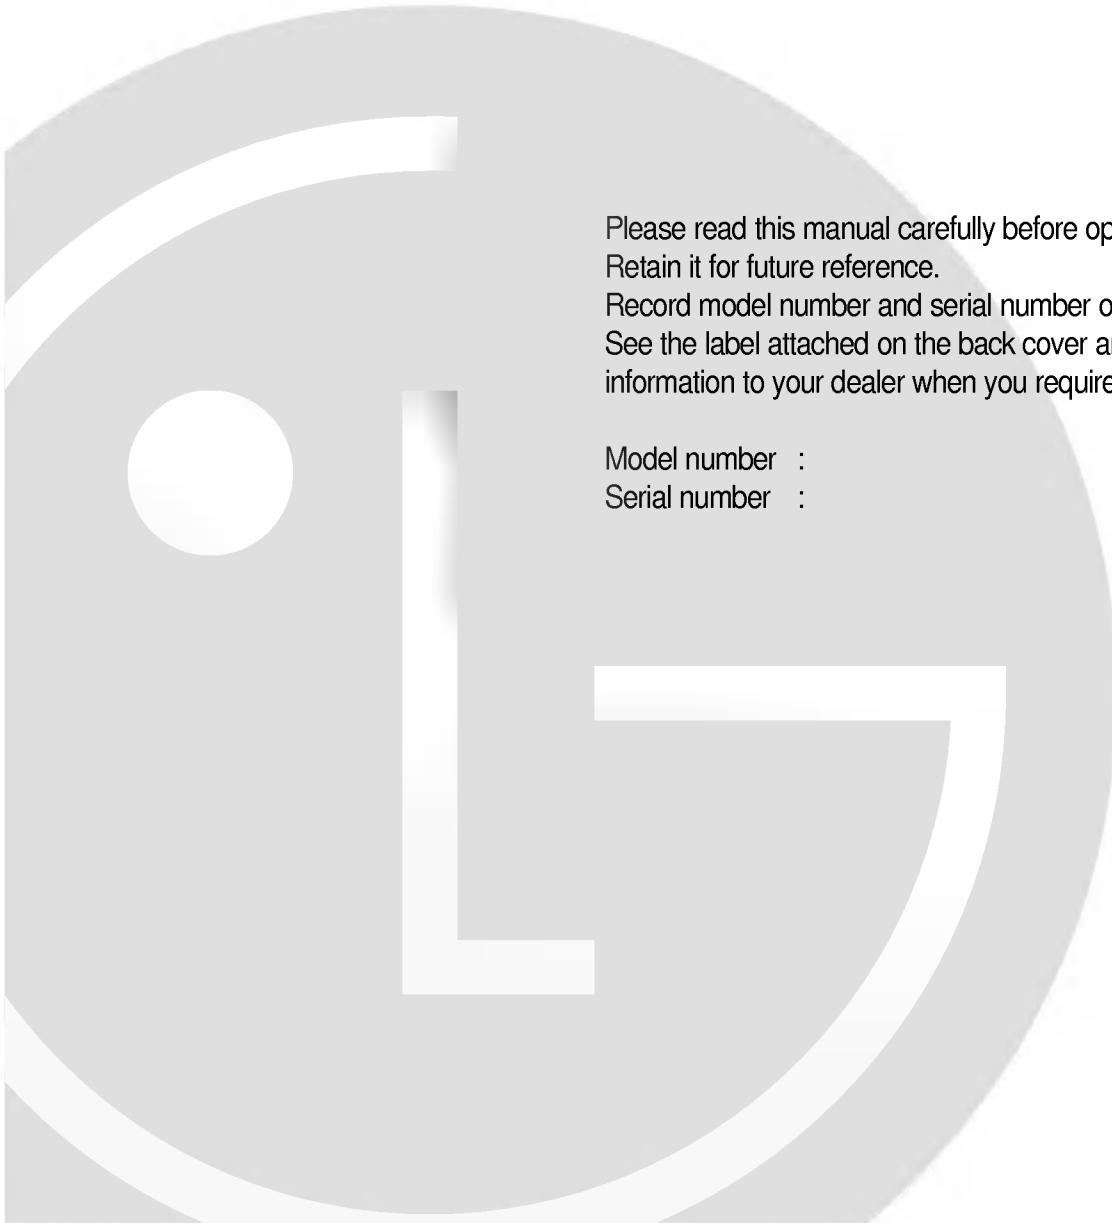 Please read this manual carefully before op
Retain it for future reference.
Record model number and serial number o
See the label attached on the back cover a
information to your dealer when you require
Model number :
Serial number :